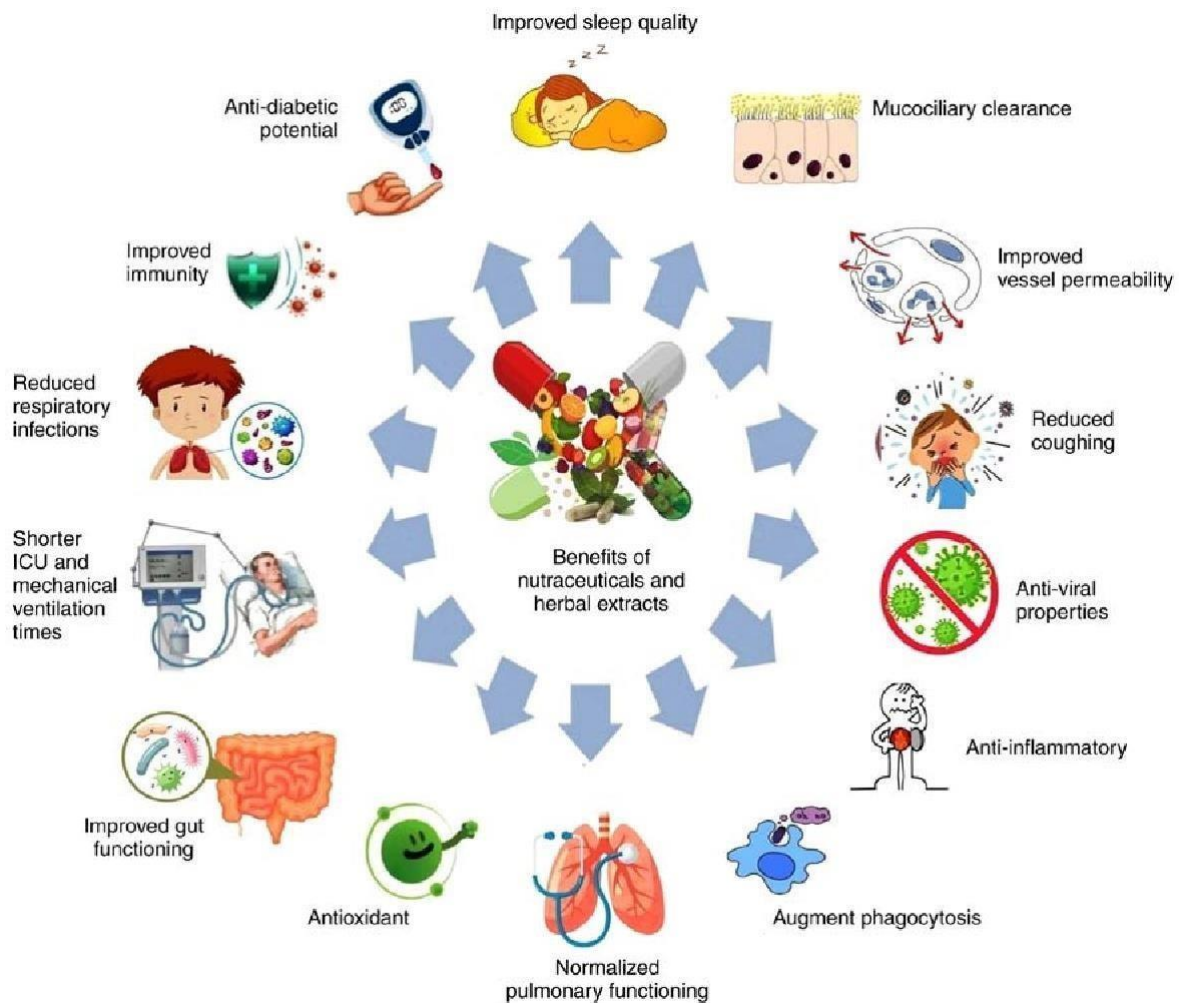 Improved sleep quality
Anti-diabetic
potential
Mucociliary clearance
Improved
immunity
Improved
vessel permeability
Reduced
respiratory
infections
Reduced
coughing
Shorter
ICU and
mechanical
ventilation
times
Benefits of
nutraceuticals and
herbal extracts
Anti-viral
properties
Anti-inflammatory
Improved gut
functioning
Antioxidant
Augment phagocytosis
Normalized
pulmonary functioning
z z z
:00